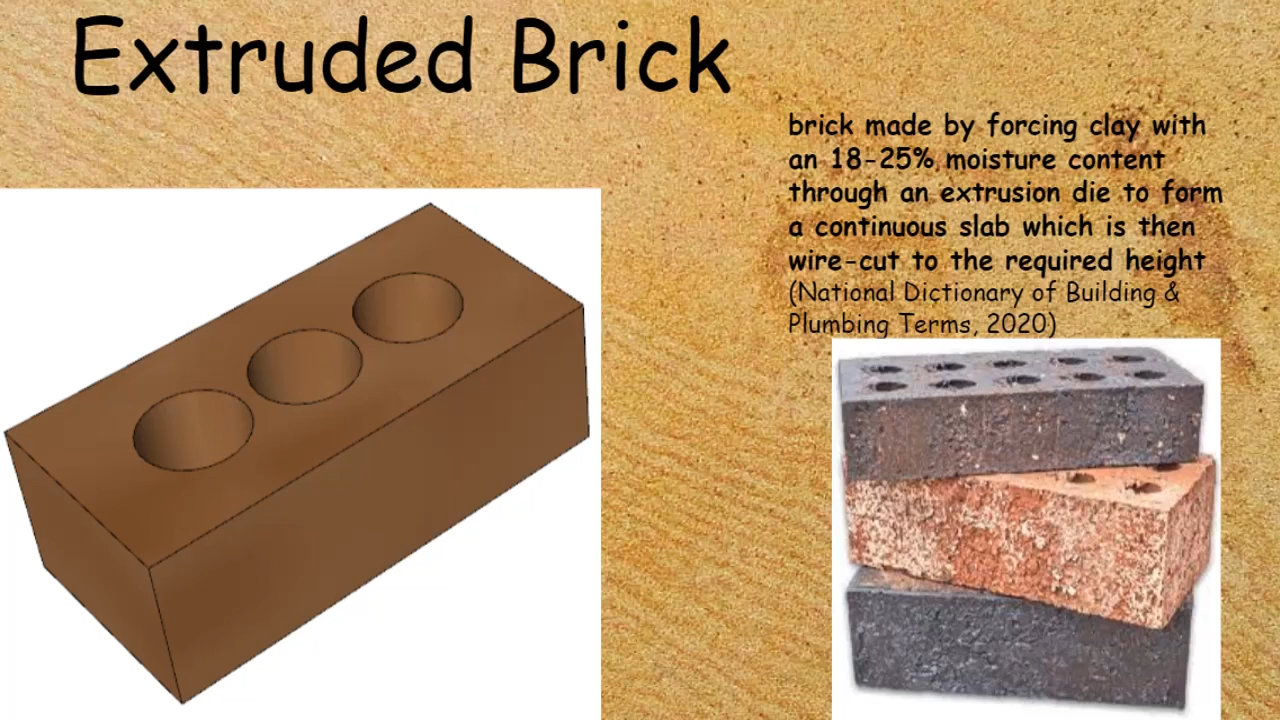 Extruded Brick
brick made by forcing clay with
an 18-25% moisture content
through an extrusion die to form
a continuous slab which is then
wire-cut to the required height
(National Dictionary of Building &
Plumbing Terms, 2020)